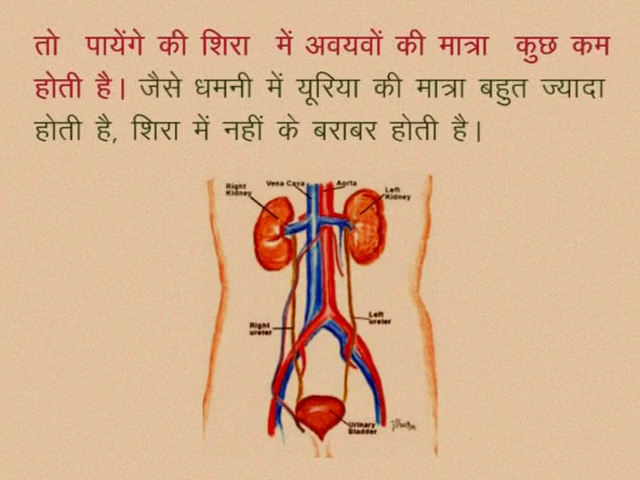 तो पायेंगे की शिरा में अवयवों की मात्रा कुछ कम
होती है। जैसे धमनी में यूरिया की मात्रा बहुत ज्यादा
होती है, शिरा में नहीं के बराबर होती है।
Right
Kidney
Vena Cava
Aorta
Left
Kidney
Right
ureter
Left
ureter
Urinary
Bladder